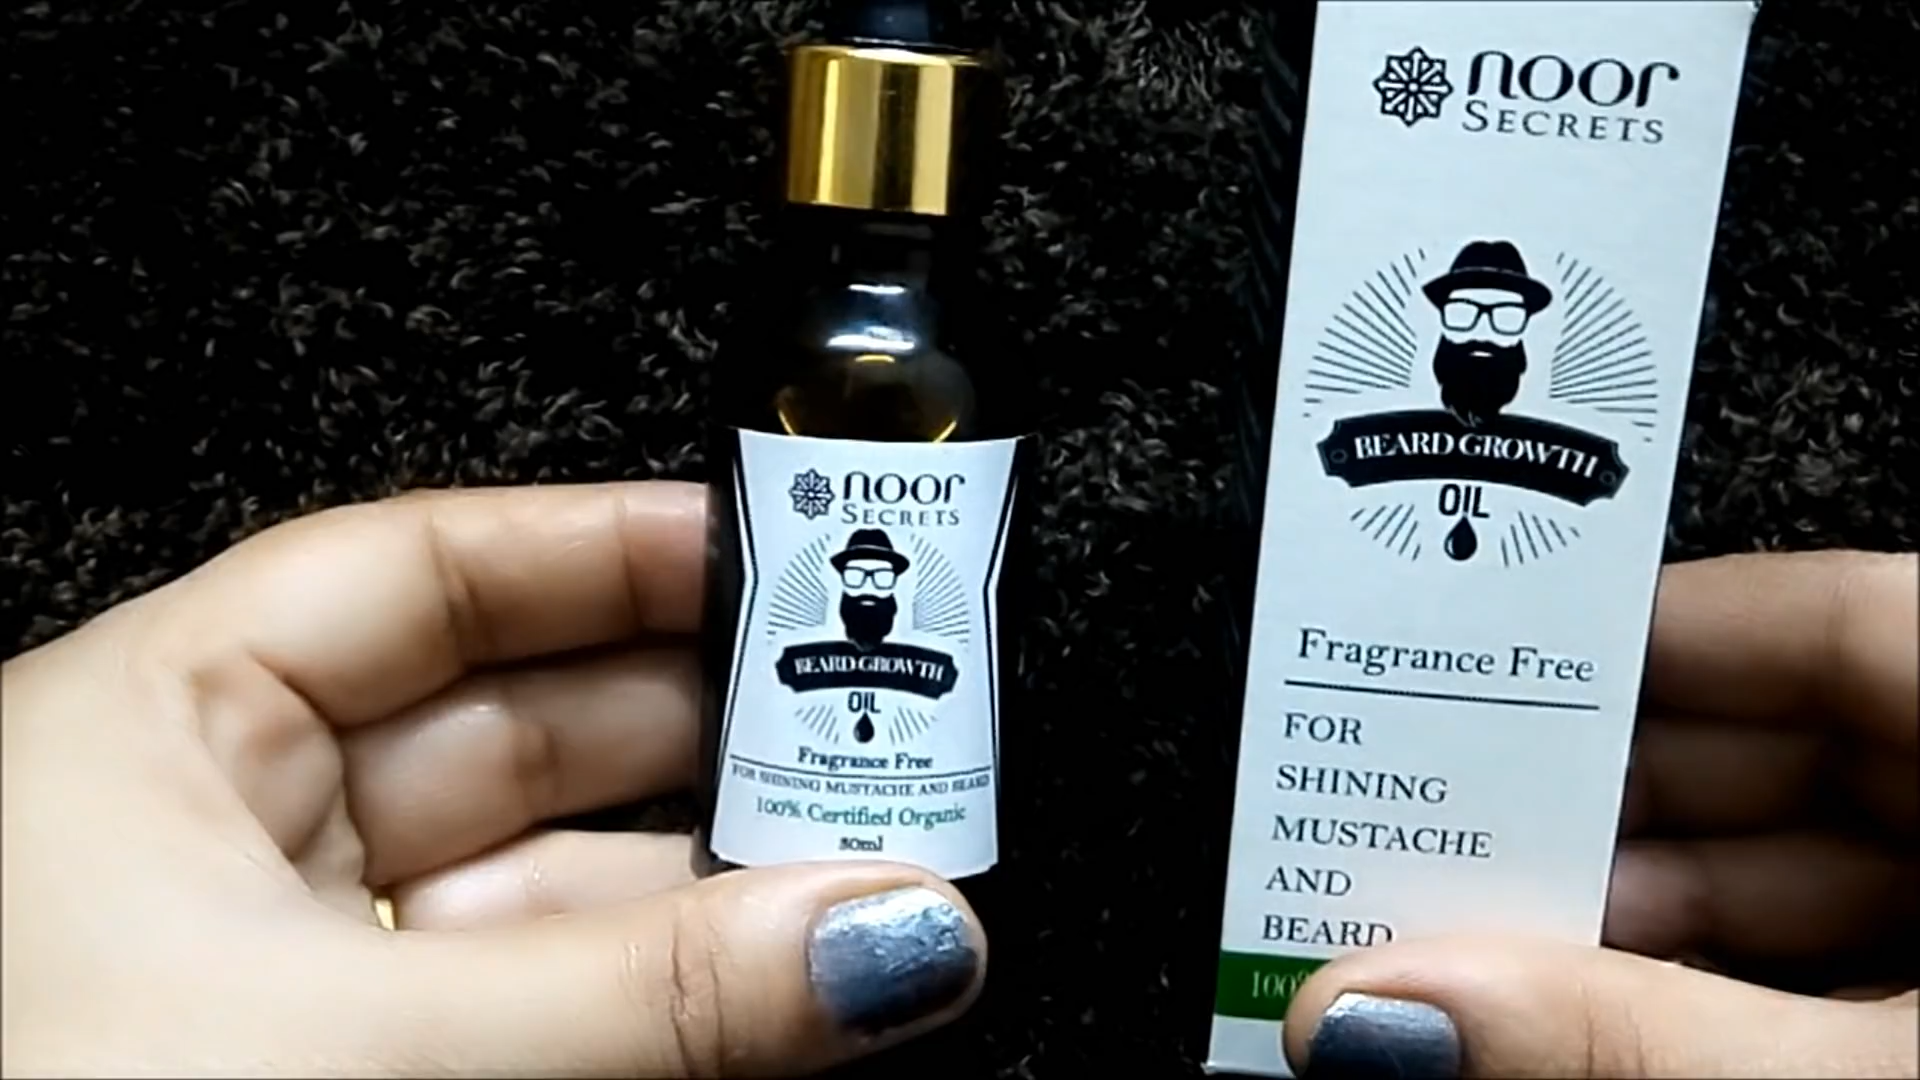 noor
SECRETS
BEARD GROWTH
OIL
Fragrance Free
FOR SHINING MUSTACHE AND BEARD
100% Certified Organic
30ml
noor
SECRETS
BEARD GROWTH
OIL
Fragrance Free
FOR
SHINING
MUSTACHE
AND
BEARD
100%